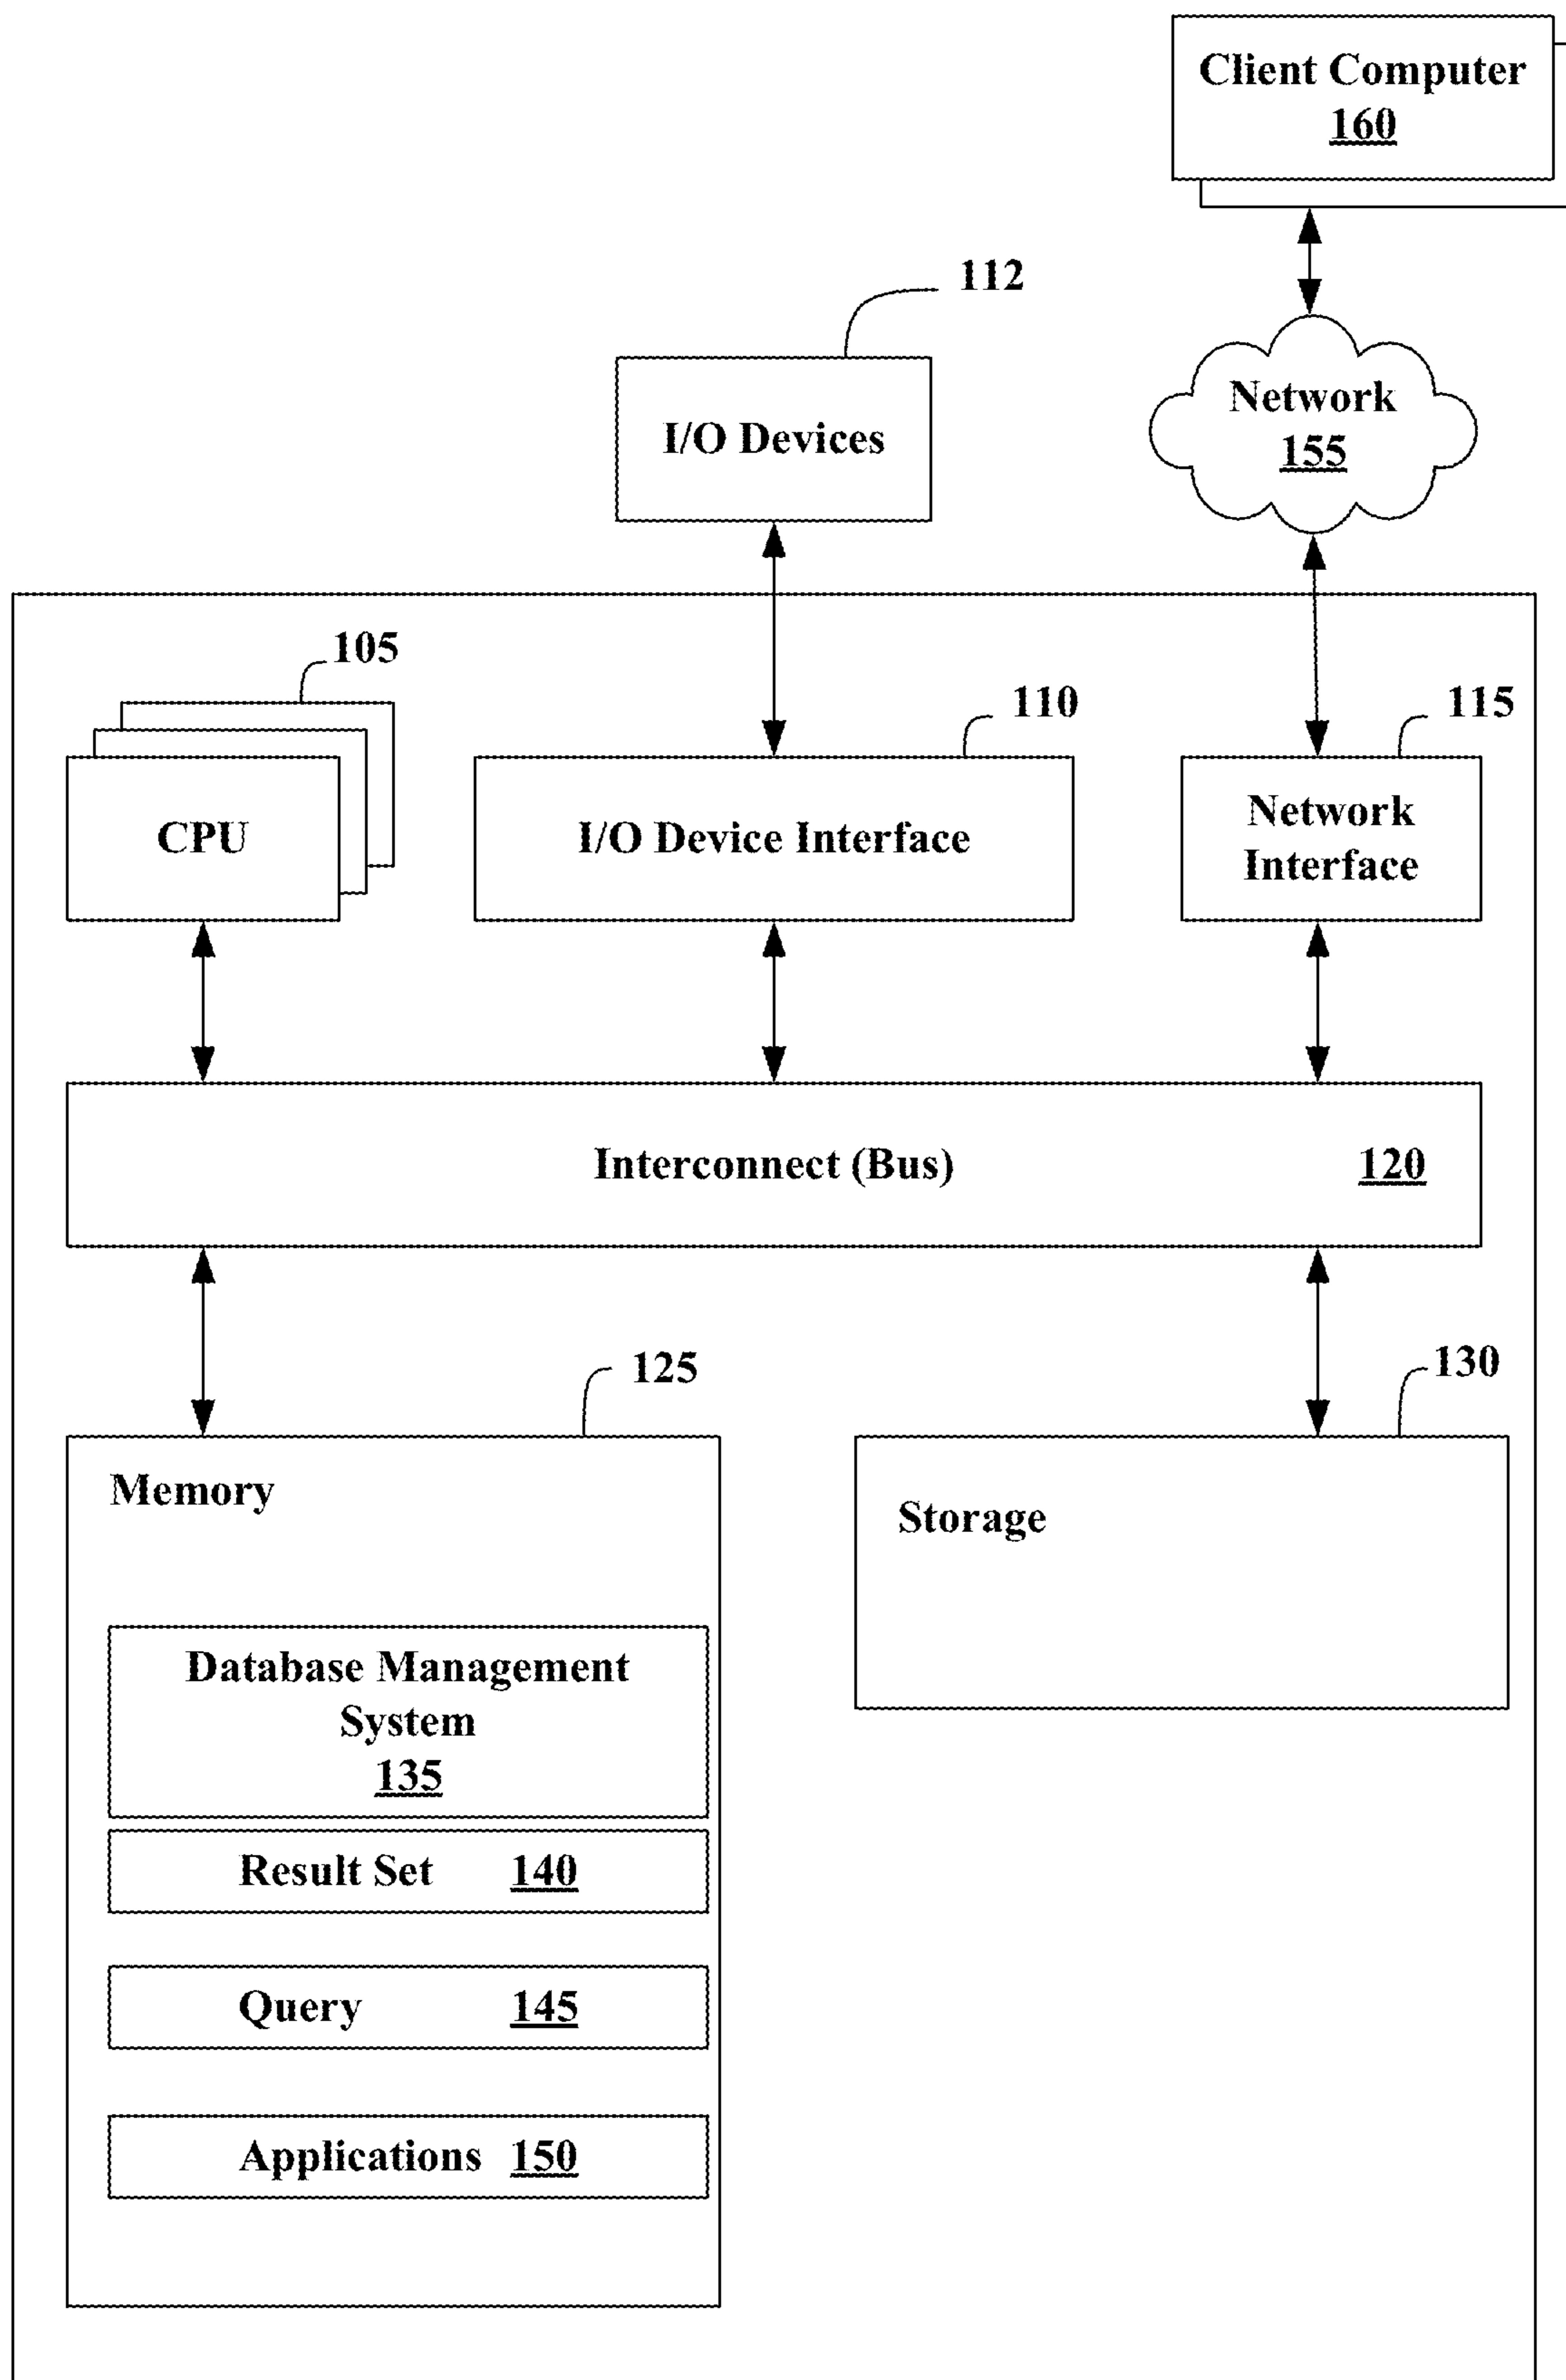 Client Computer
160
112
I/O Devices
Network
155
105
110
115
CPU
I/O Device Interface
Network
Interface
Interconnect (Bus) 120
125
130
Memory
Storage
Database Management
System
135
Result Set 140
Query 145
Applications 150